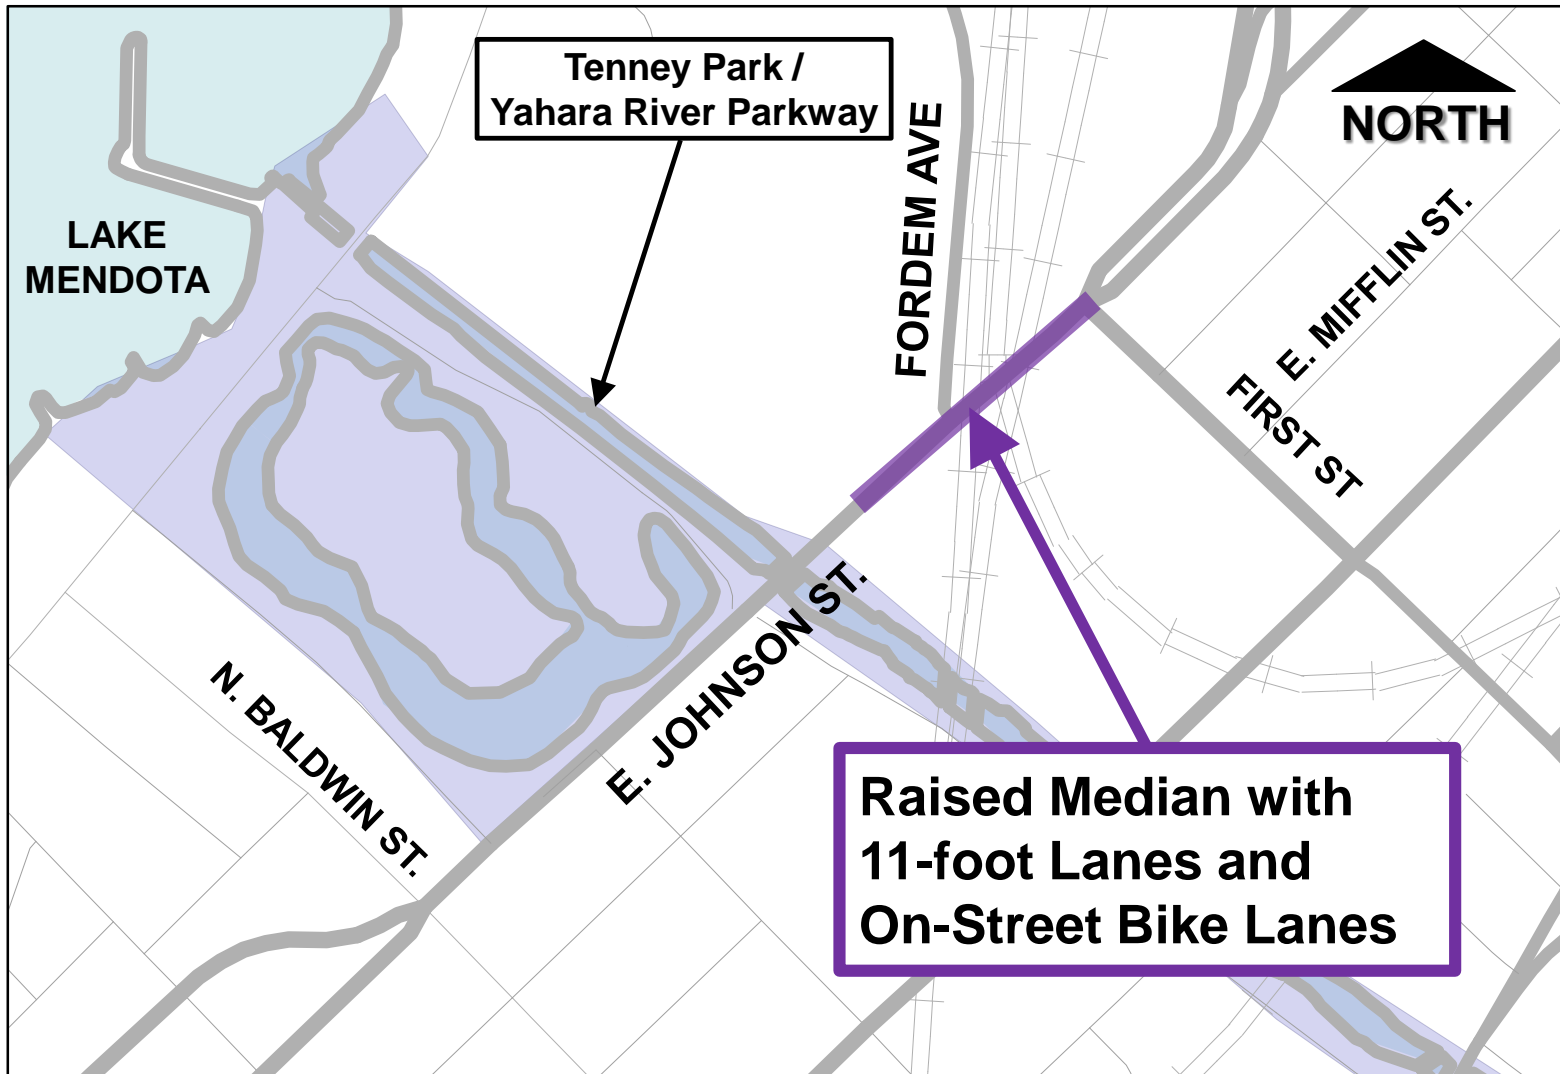 Tenney Park /
Yahara River Parkway
NORTH
LAKE
MENDOTA
FORDEM AVE
E. MIFFLIN ST.
FIRST ST
E. JOHNSON ST.
N. BALDWIN ST.
Raised Median with
11-foot Lanes and
On-Street Bike Lanes